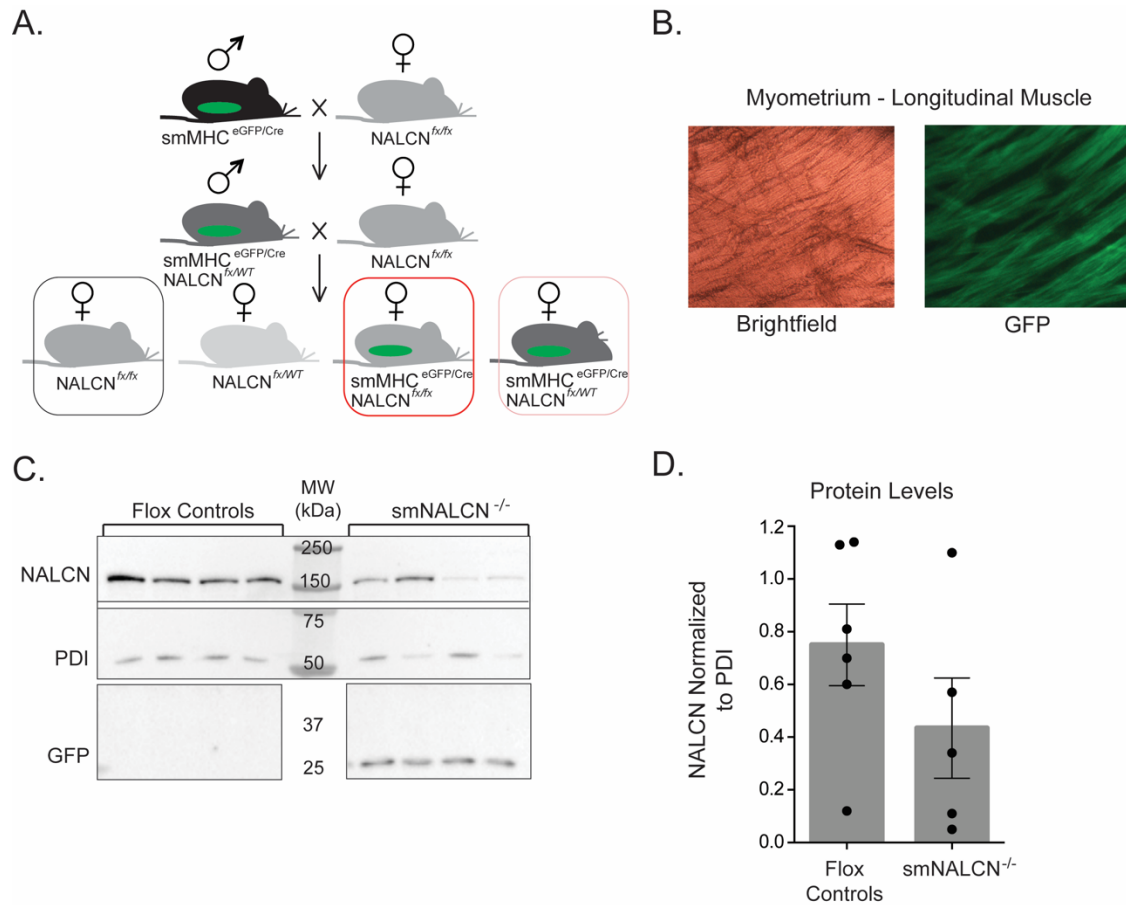 A.
♂ ♀
smMHC eGFP/Cre X NALCN fx/fx
♂ ♀
smMHC eGFP/Cre X NALCN fx/fx
NALCN fx/WT
♀ ♀ ♀ ♀
NALCN fx/fx
NALCN fx/WT
smMHC eGFP/Cre
NALCN fx/fx
smMHC eGFP/Cre
NALCN fx/WT
B.
Myometrium - Longitudinal Muscle
Brightfield
GFP
C.
Flox Controls
MW
(kDa)
smNALCN -/-
NALCN
250
150
PDI
75
50
GFP
37
25
D.
Protein Levels
NALCN Normalized
to PDI
1.2
1.0
0.8
0.6
0.4
0.2
0.0
Flox
Controls
smNALCN-/-